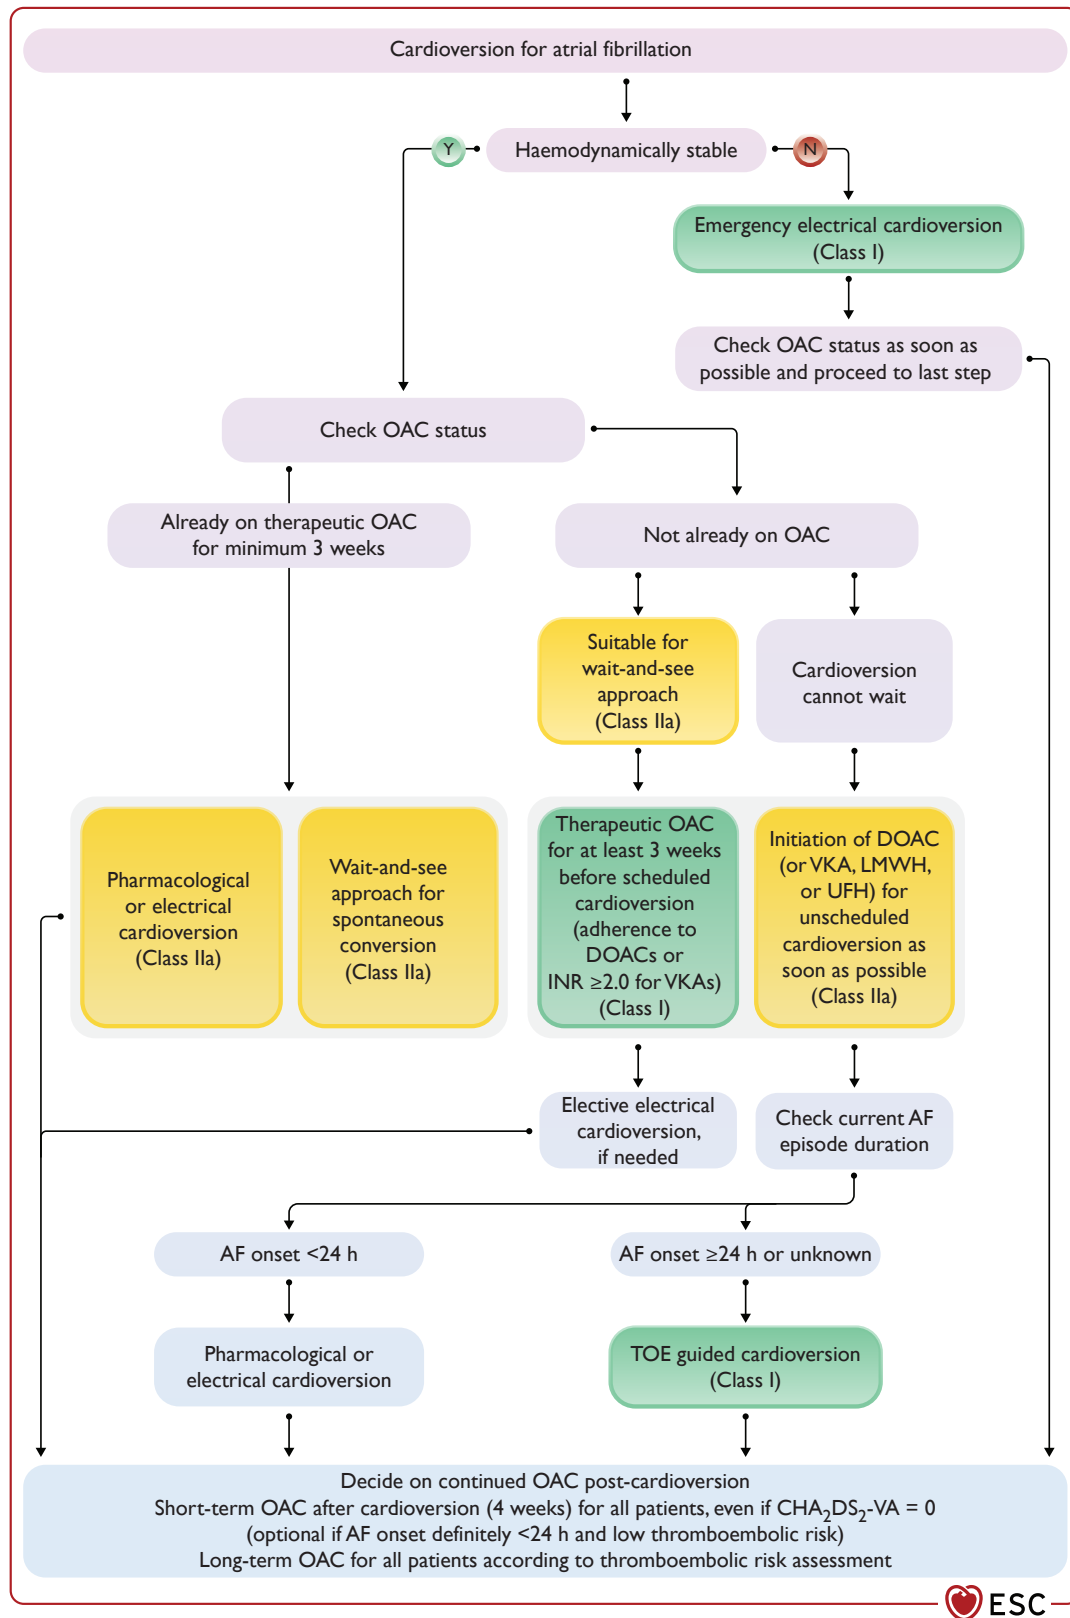 Cardioversion for atrial fibrillation
Y
Haemodynamically stable
N
Emergency electrical cardioversion
(Class I)
Check OAC status as soon as
possible and proceed to last step
Check OAC status
Already on therapeutic OAC
for minimum 3 weeks
Not already on OAC
Suitable for
wait-and-see
approach
(Class IIa)
Cardioversion
cannot wait
Pharmacological
or electrical
cardioversion
(Class IIa)
Wait-and-see
approach for
spontaneous
conversion
(Class IIa)
Therapeutic OAC
for at least 3 weeks
before scheduled
cardioversion
(adherence to
DOACs or
INR ≥2.0 for VKAs)
(Class I)
Initiation of DOAC
(or VKA, LMWH,
or UFH) for
unscheduled
cardioversion as
soon as possible
(Class IIa)
Elective electrical
cardioversion,
if needed
Check current AF
episode duration
AF onset <24 h
AF onset ≥24 h or unknown
Pharmacological or
electrical cardioversion
TOE guided cardioversion
(Class I)
Decide on continued OAC post-cardioversion
Short-term OAC after cardioversion (4 weeks) for all patients, even if CHA₂DS₂-VA = 0
(optional if AF onset definitely <24 h and low thromboembolic risk)
Long-term OAC for all patients according to thromboembolic risk assessment
ESC